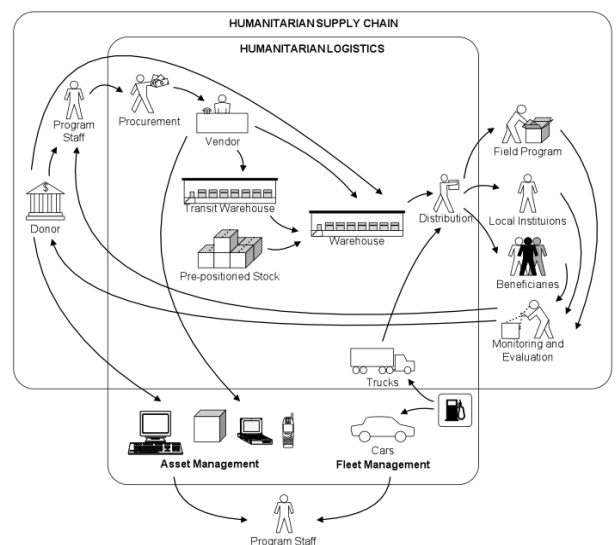 HUMANITARIAN SUPPLY CHAIN
HUMANITARIAN LOGISTICS
Program
Staff
Procurement
Vendor
Field Program
$
Donor
Transit Warehouse
Warehouse
Distribution
Local Instituions
Pre-positioned Stock
Beneficiaries
Monitoring and
Evaluation
Trucks
Cars
Asset Management
Fleet Management
Program Staff